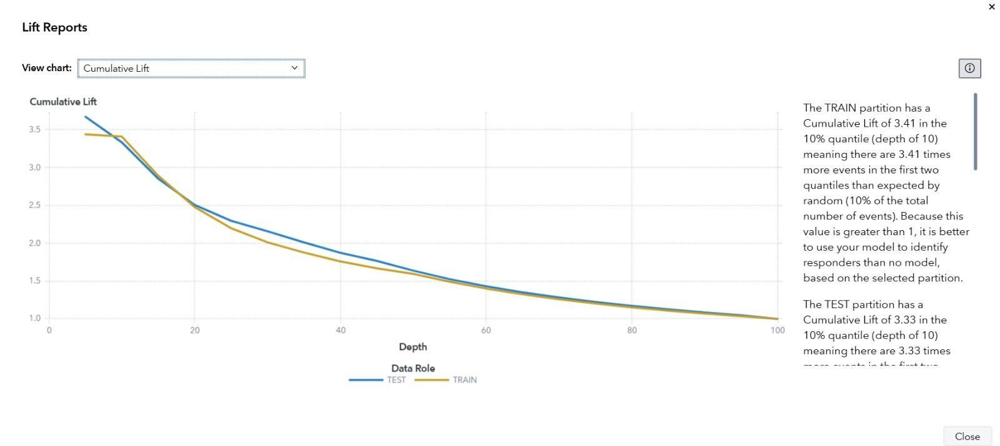 ×
Lift Reports
View chart: Cumulative Lift
Cumulative Lift
3.5
3.0
2.5
2.0
1.5
1.0
0 20 40 60 80 100
Depth
Data Role
TEST TRAIN
The TRAIN partition has a
Cumulative Lift of 3.41 in the
10% quantile (depth of 10)
meaning there are 3.41 times
more events in the first two
quantiles than expected by
random (10% of the total
number of events). Because this
value is greater than 1, it is better
to use your model to identify
responders than no model,
based on the selected partition.
The TEST partition has a
Cumulative Lift of 3.33 in the
10% quantile (depth of 10)
meaning there are 3.33 times
more events in the first two
Close